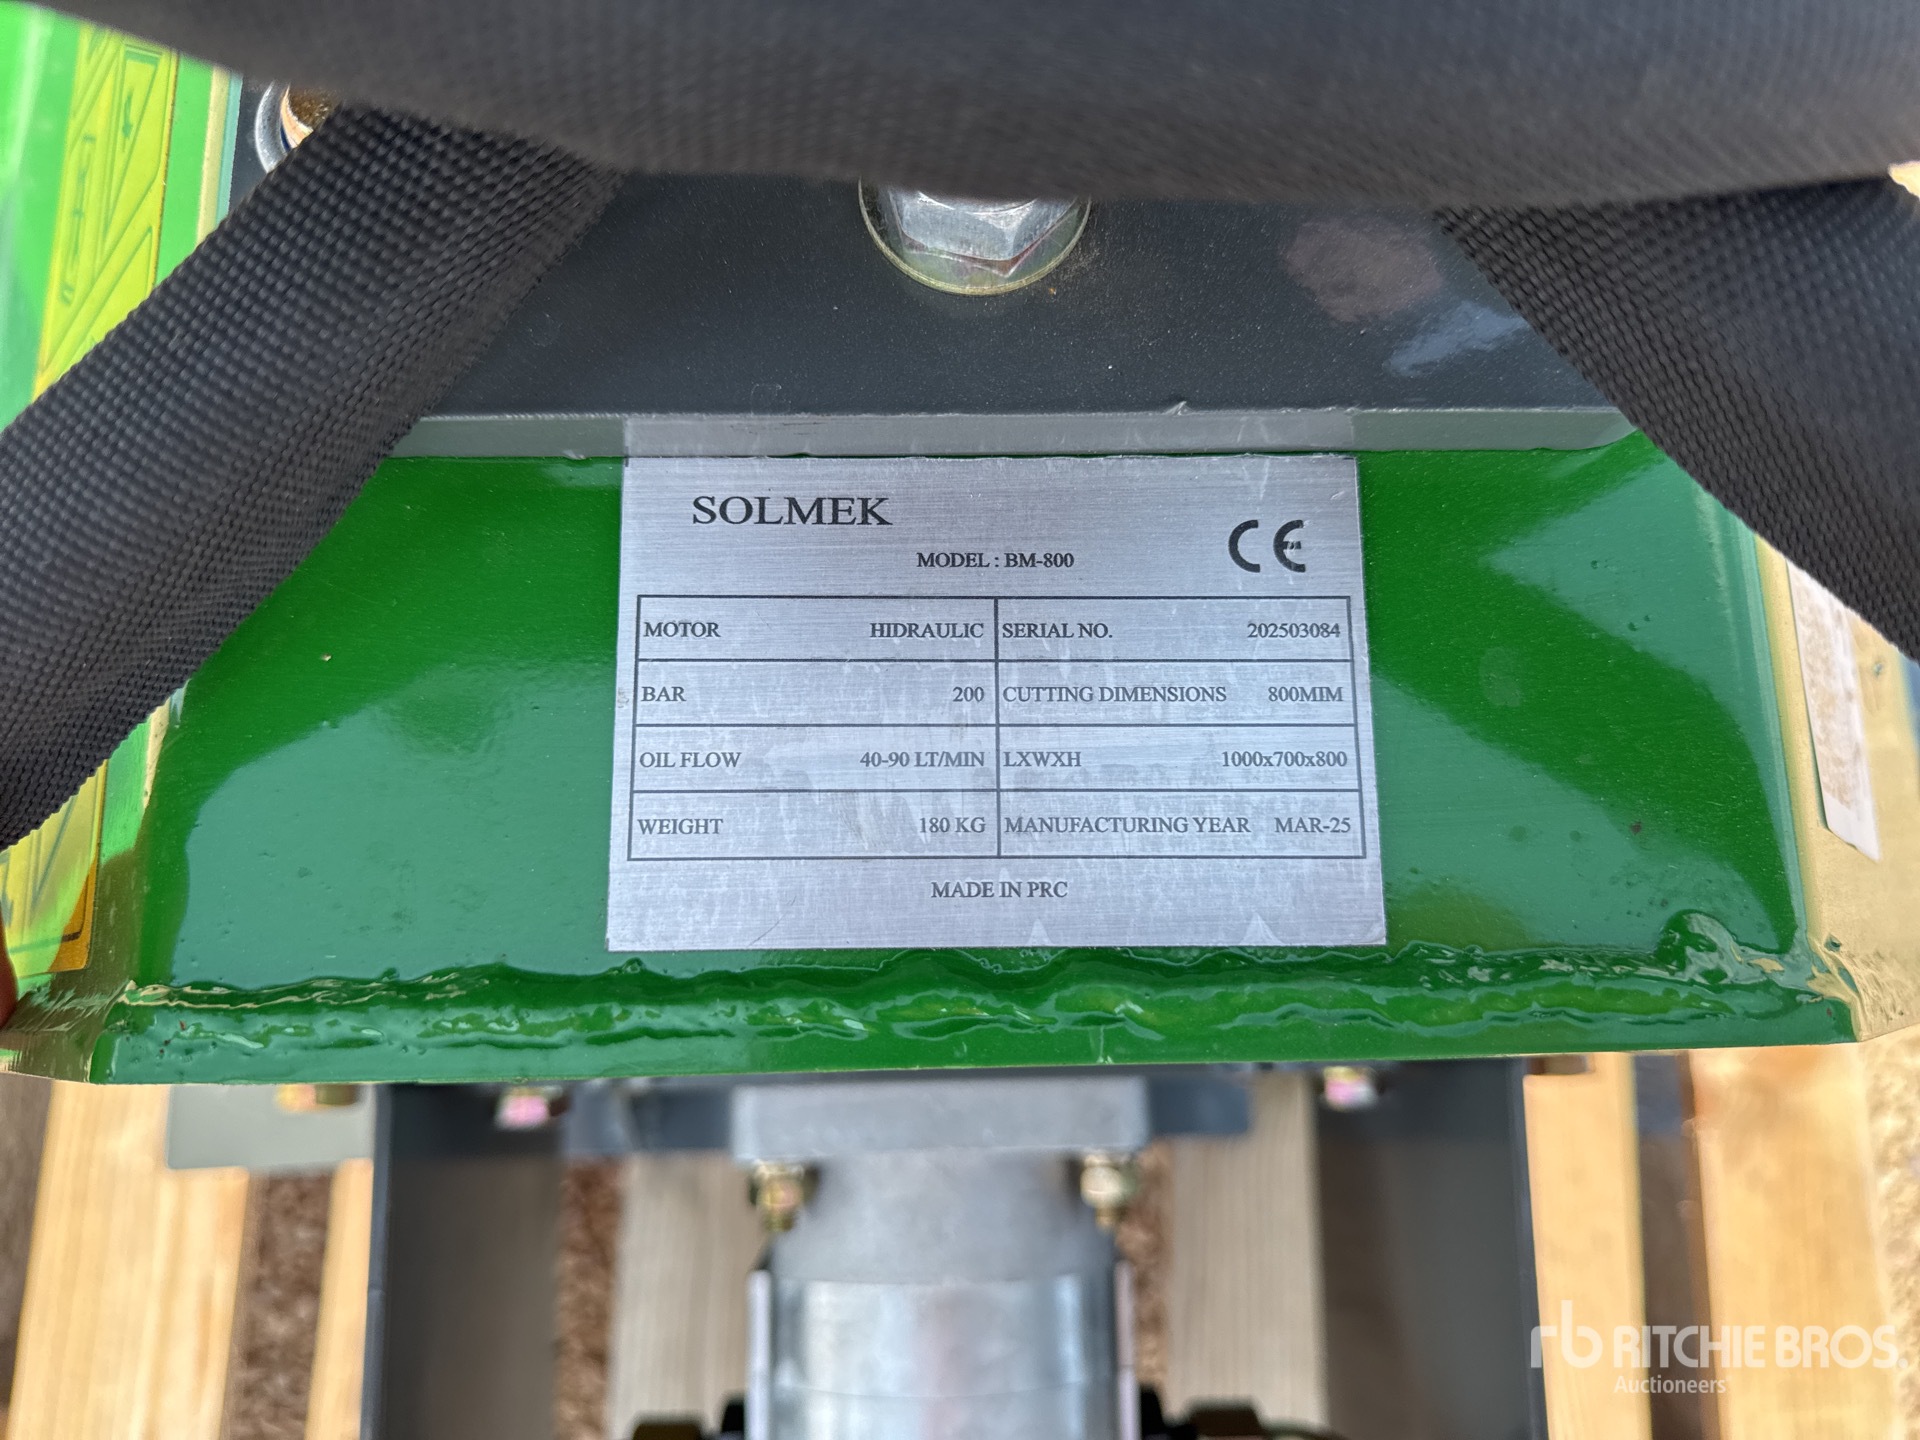 SOLMEK
MODEL : BM-800
CE
MOTOR HIDRAULIC SERIAL NO. 202503084
BAR 200 CUTTING DIMENSIONS 800MIM
OIL FLOW 40-90 LT/MIN LXWXH 1000x700x800
WEIGHT 180 KG MANUFACTURING YEAR MAR-25
MADE IN PRC
rb RITCHIE BROS.
Auctioneers